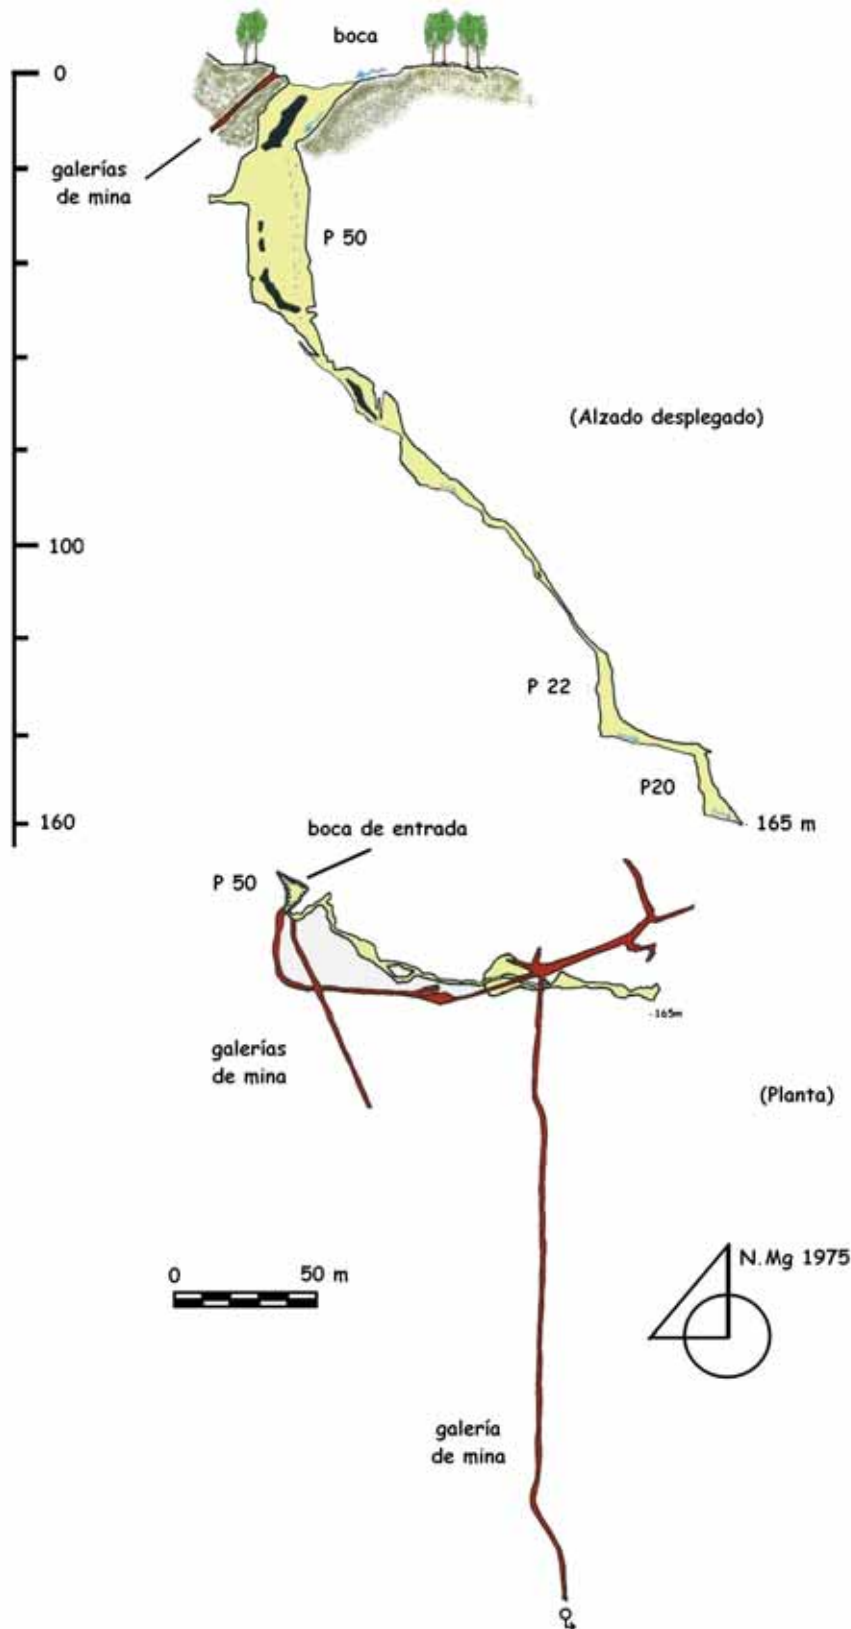 boca
0
galerías
de mina
P 50
(Alzado desplegado)
100
P 22
P20
160
- 165 m
boca de entrada
P 50
- 165m
galerías
de mina
(Planta)
0 50 m
N.Mg 1975
galería
de mina